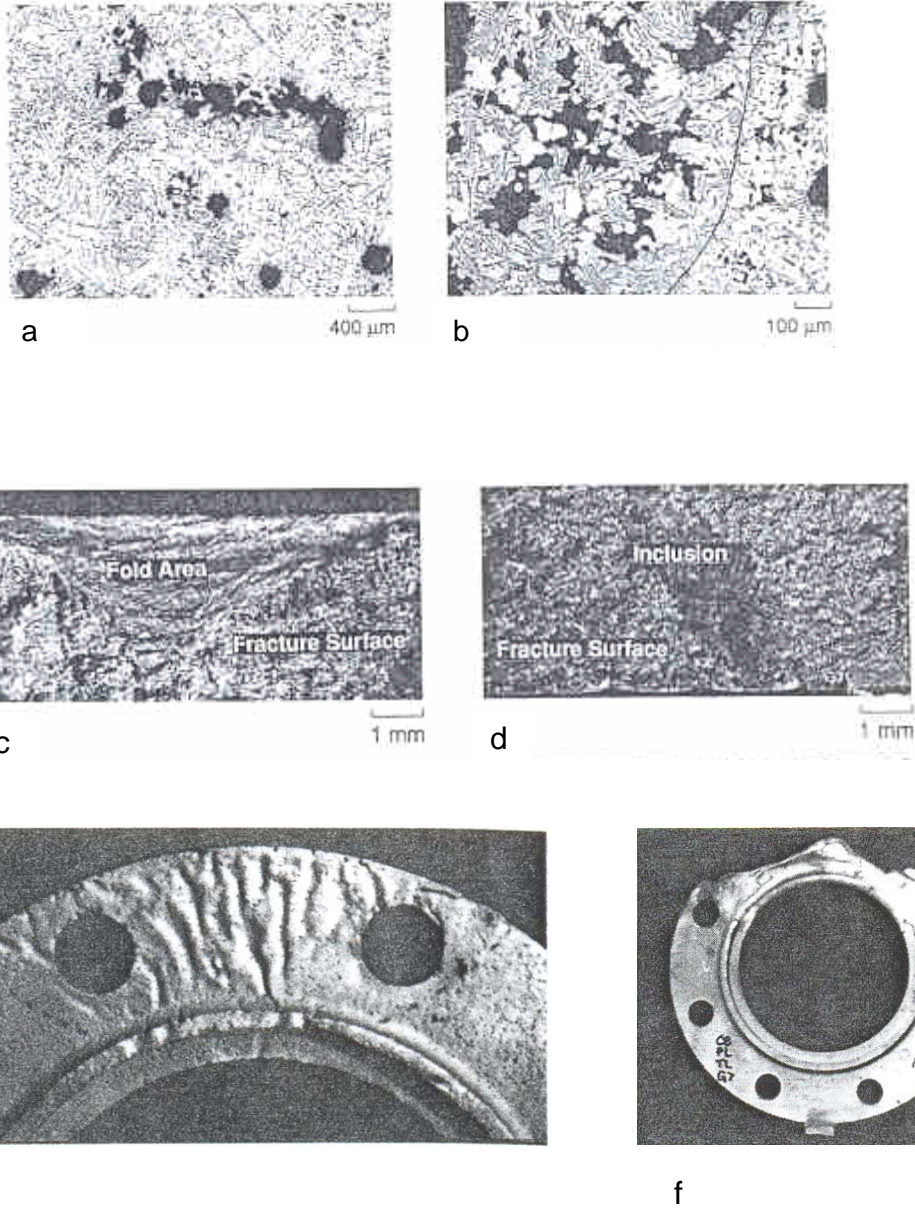 400 µm
100 µm
a
b
Fold Area
Fracture Surface
Inclusion
Fracture Surface
1 mm
1 mm
c
d
f